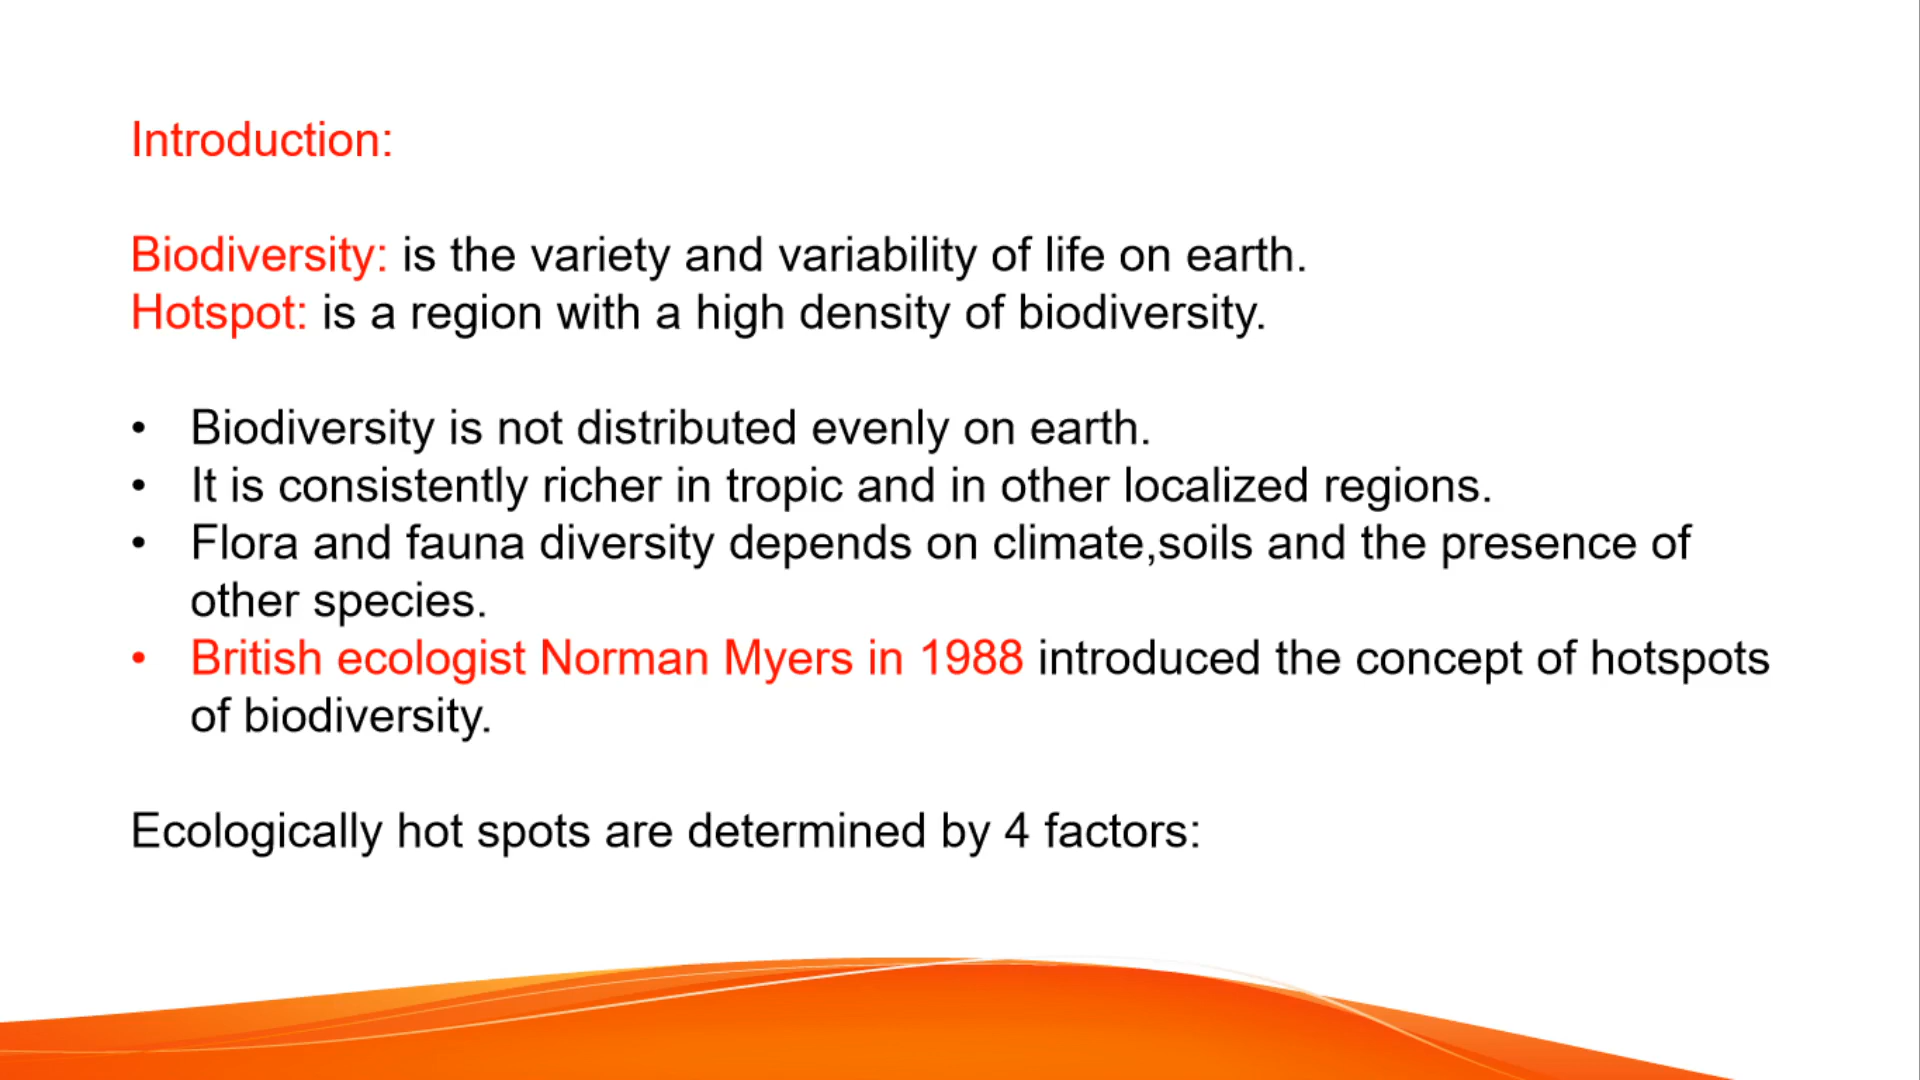 Introduction:
Biodiversity: is the variety and variability of life on earth.
Hotspot: is a region with a high density of biodiversity.
• Biodiversity is not distributed evenly on earth.
• It is consistently richer in tropic and in other localized regions.
• Flora and fauna diversity depends on climate,soils and the presence of
other species.
• British ecologist Norman Myers in 1988 introduced the concept of hotspots
of biodiversity.
Ecologically hot spots are determined by 4 factors: